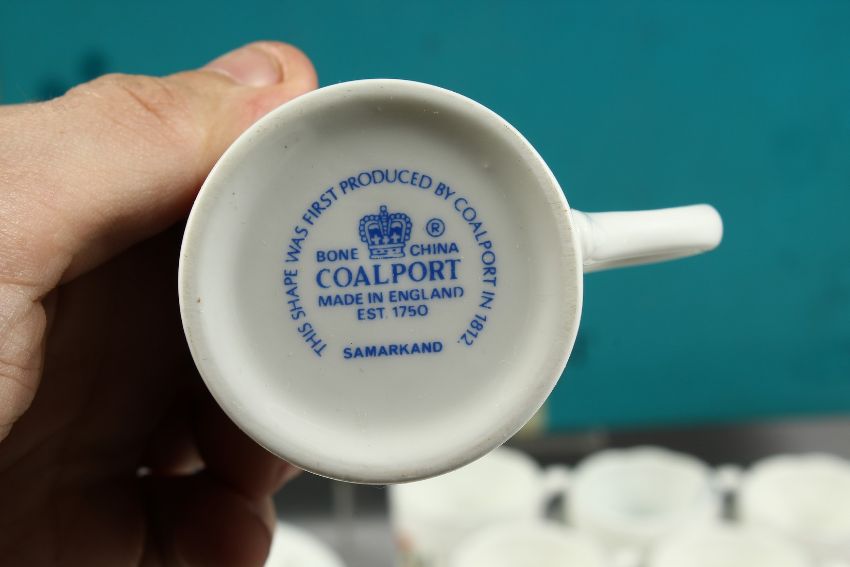 THIS SHAPE WAS FIRST PRODUCED BY COALPORT IN 1812.
®
BONE CHINA
COALPORT
MADE IN ENGLAND
EST. 1750
SAMARKAND